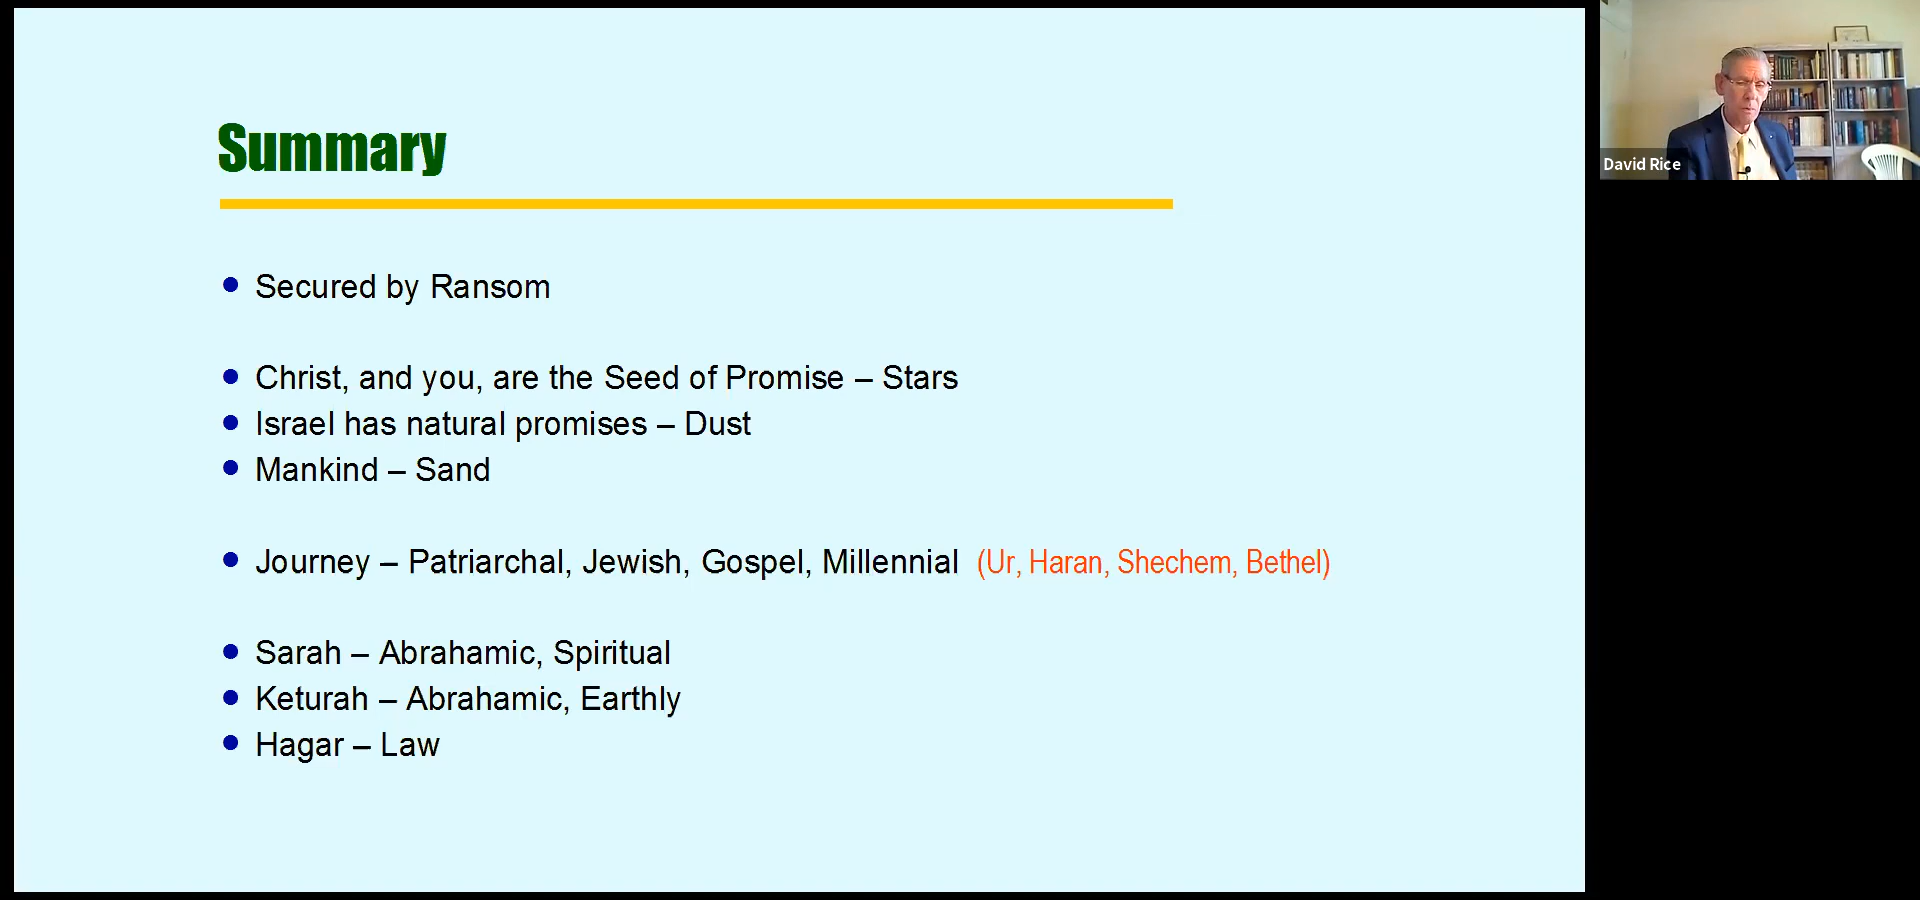 Summary
Secured by Ransom
Christ, and you, are the Seed of Promise – Stars
Israel has natural promises – Dust
Mankind – Sand
Journey – Patriarchal, Jewish, Gospel, Millennial (Ur, Haran, Shechem, Bethel)
Sarah – Abrahamic, Spiritual
Keturah – Abrahamic, Earthly
Hagar – Law
David Rice